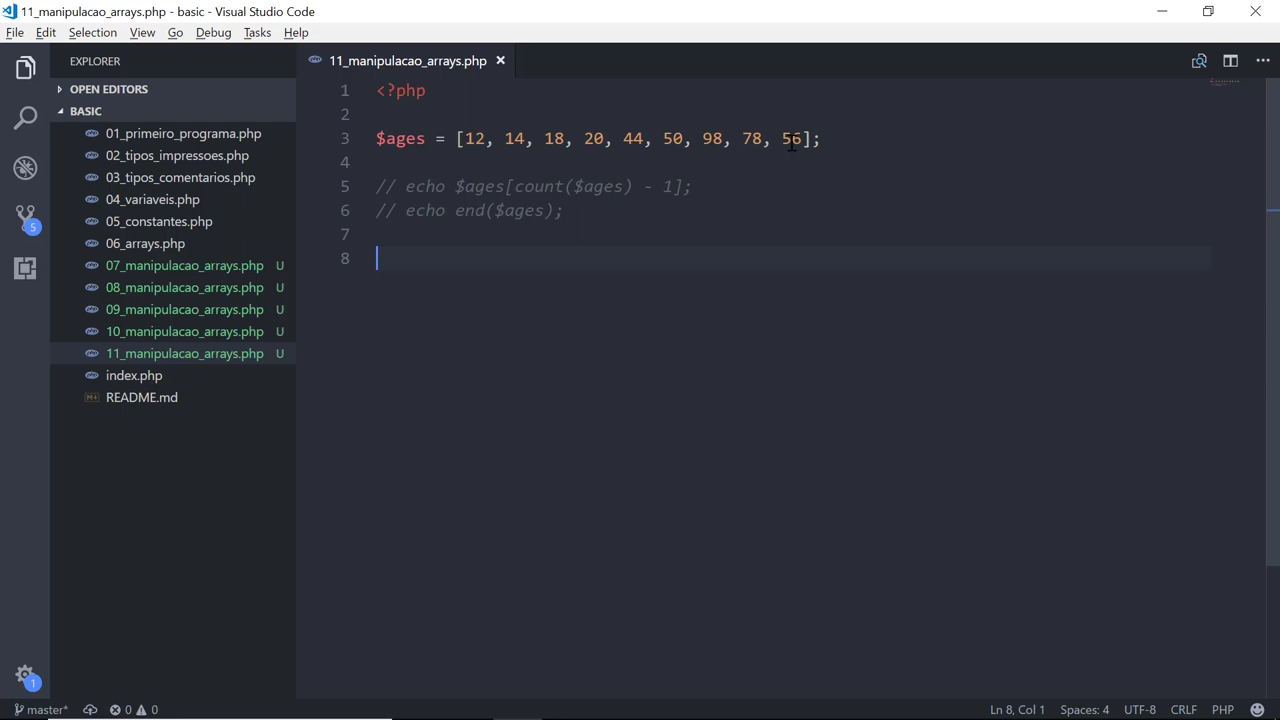 11_manipulacao_arrays.php - basic - Visual Studio Code
File Edit Selection View Go Debug Tasks Help
EXPLORER
OPEN EDITORS
BASIC
01_primeiro_programa.php
02_tipos_impressoes.php
03_tipos_comentarios.php
04_variaveis.php
05_constantes.php
06_arrays.php
07_manipulacao_arrays.php U
08_manipulacao_arrays.php U
09_manipulacao_arrays.php U
10_manipulacao_arrays.php U
11_manipulacao_arrays.php U
index.php
README.md
5
1
11_manipulacao_arrays.php
1 <?php
2
3 $ages = [12, 14, 18, 20, 44, 50, 98, 78, 56];
4
5 // echo $ages[count($ages) - 1];
6 // echo end($ages);
7
8
master* 0 0 Ln 8, Col 1 Spaces: 4 UTF-8 CRLF PHP